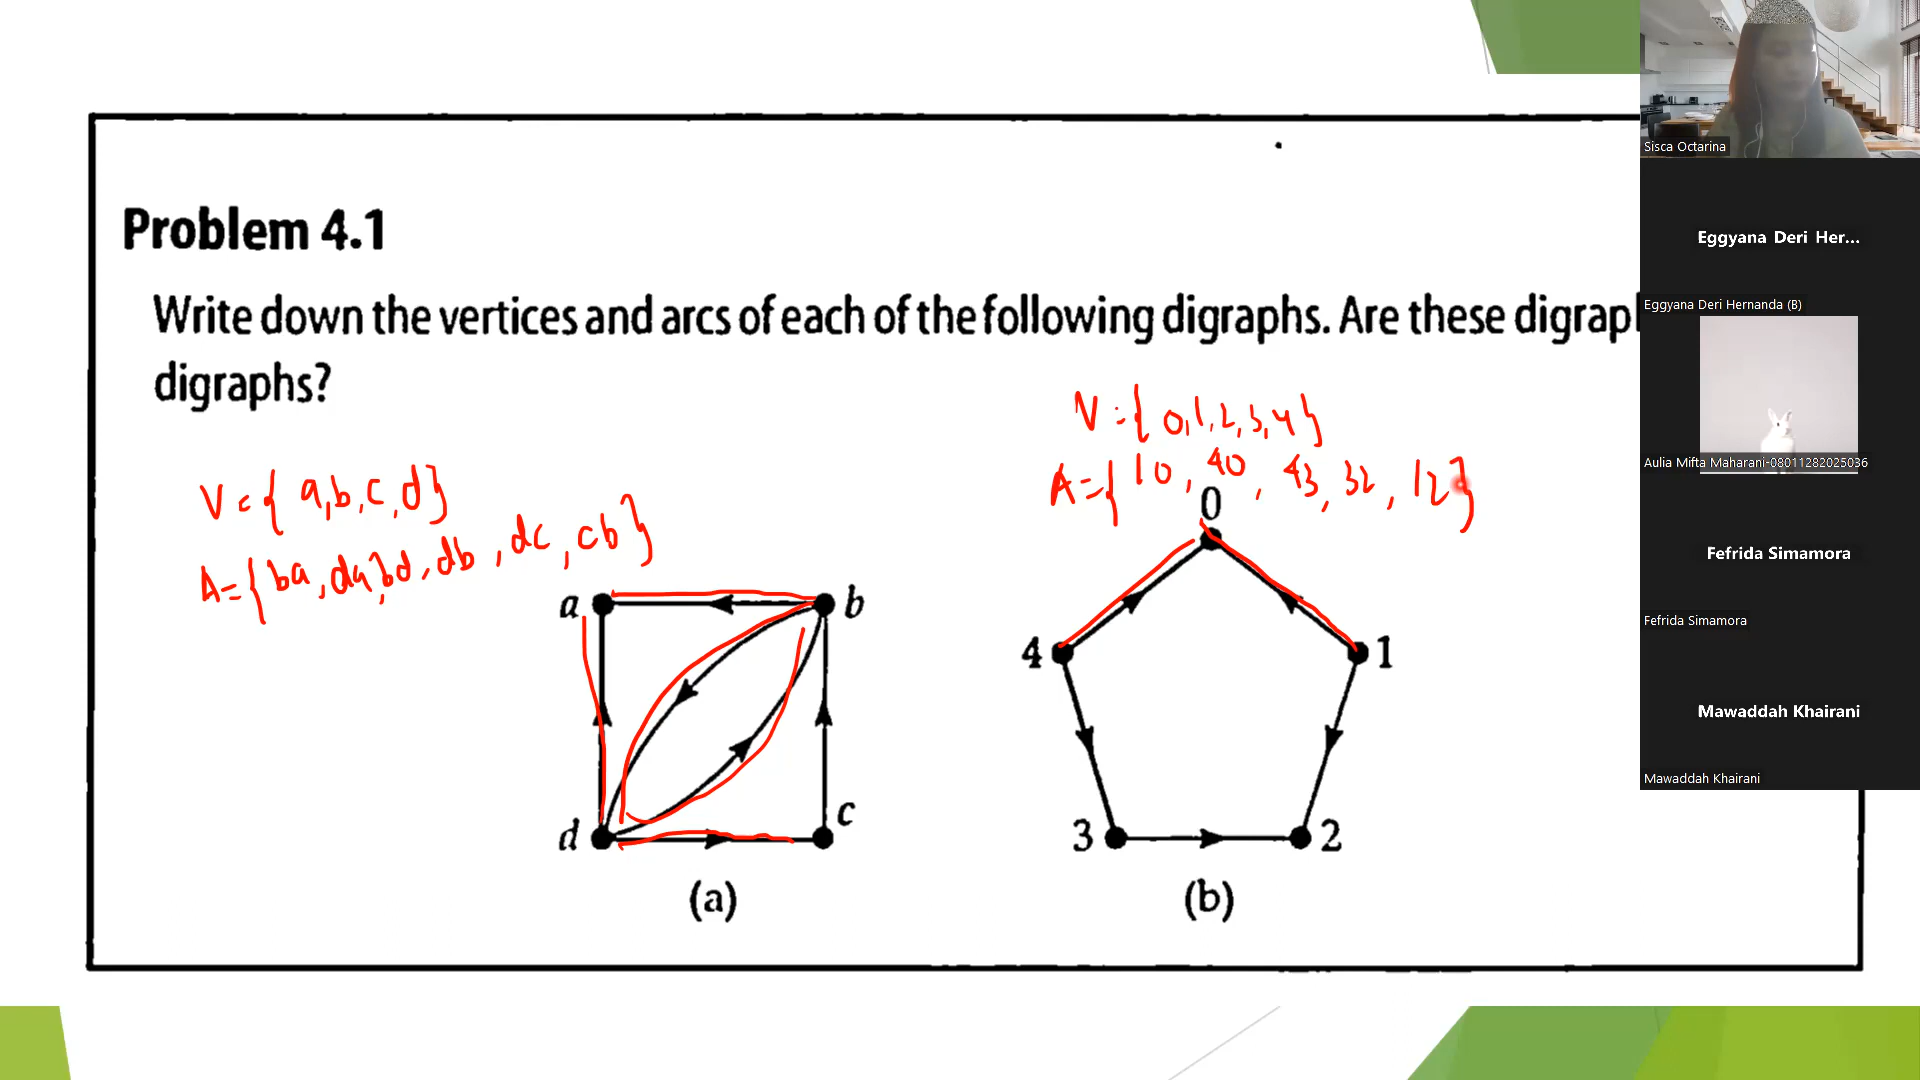 Problem 4.1
Write down the vertices and arcs of each of the following digraphs. Are these
digraphs?
V = { 0,1,2,3,4 }
A = { 10, 40, 43, 32, 12 }
V = { a,b,c,d }
A = { ba, da, bd, db, dc, cb }
a
b
d
c
(a)
0
4
1
3
2
(b)
Sisca Octarina
Eggyana Deri Her...
Eggyana Deri Hernanda (B)
Aulia Mifta Maharani-08011282025036
Fefrida Simamora
Fefrida Simamora
Mawaddah Khairani
Mawaddah Khairani